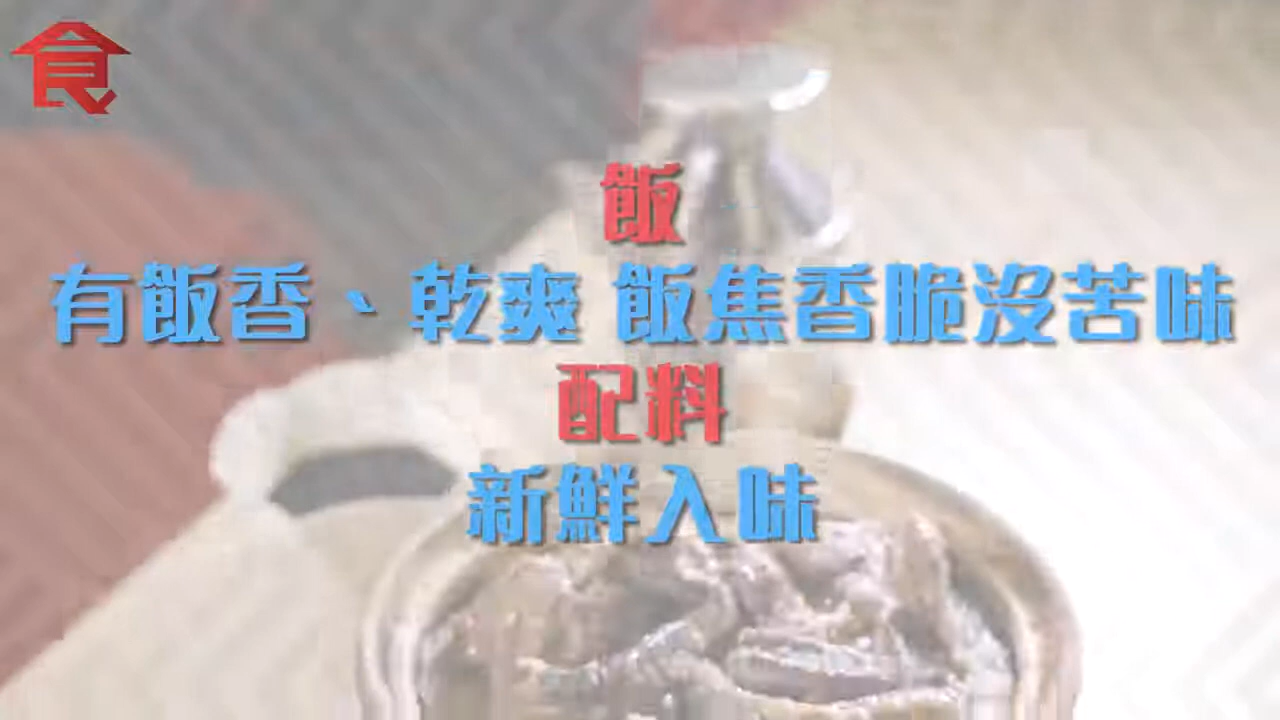 食
飯
有飯香、乾爽 飯焦香脆沒苦味
配料
新鮮入味